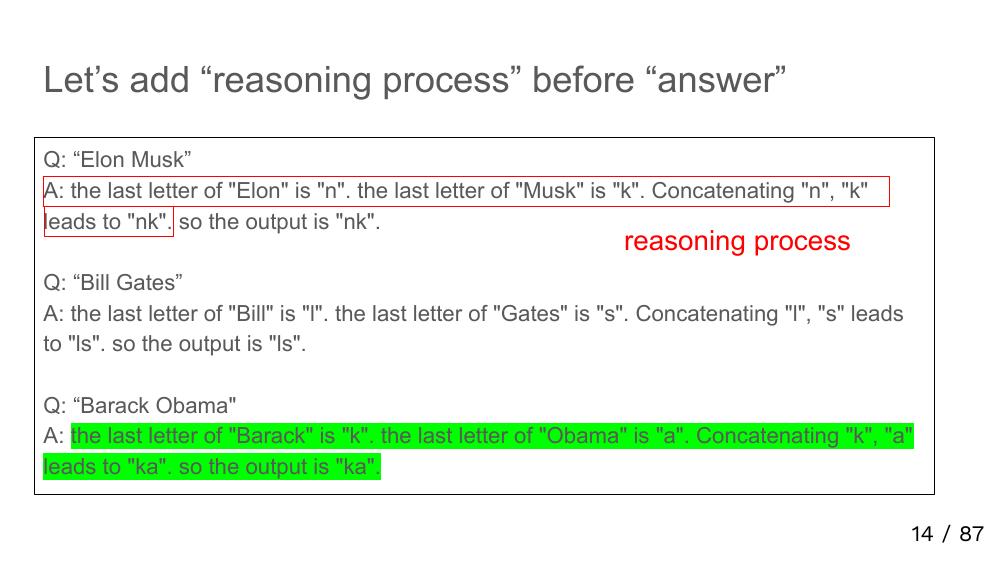 Let’s add “reasoning process” before “answer”
Q: “Elon Musk”
A: the last letter of "Elon" is "n". the last letter of "Musk" is "k". Concatenating "n", "k"
leads to "nk". so the output is "nk".
reasoning process
Q: “Bill Gates”
A: the last letter of "Bill" is "l". the last letter of "Gates" is "s". Concatenating "l", "s" leads
to "ls". so the output is "ls".
Q: “Barack Obama"
A: the last letter of "Barack" is "k". the last letter of "Obama" is "a". Concatenating "k", "a"
leads to "ka". so the output is "ka".
14 / 87